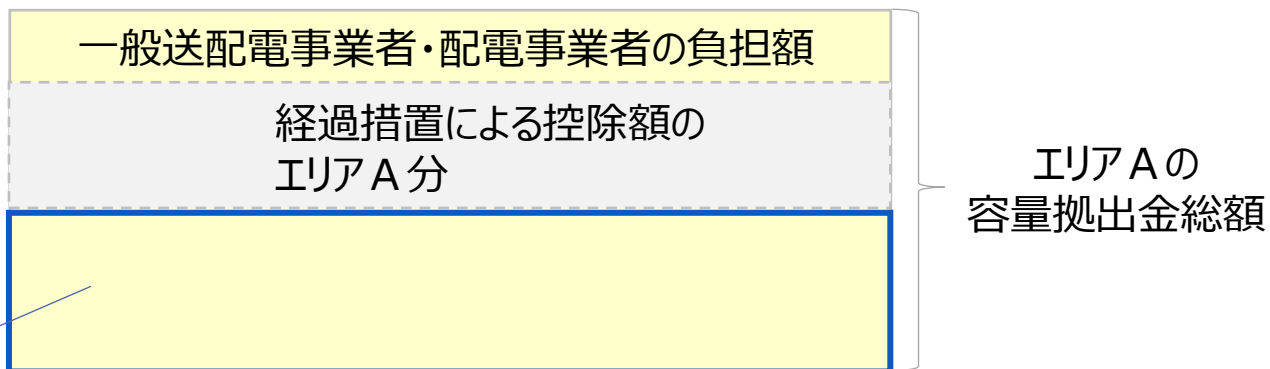 一般送配電事業者・配電事業者の負担額
経過措置による控除額の
エリアA分
エリアAの
容量拠出金総額